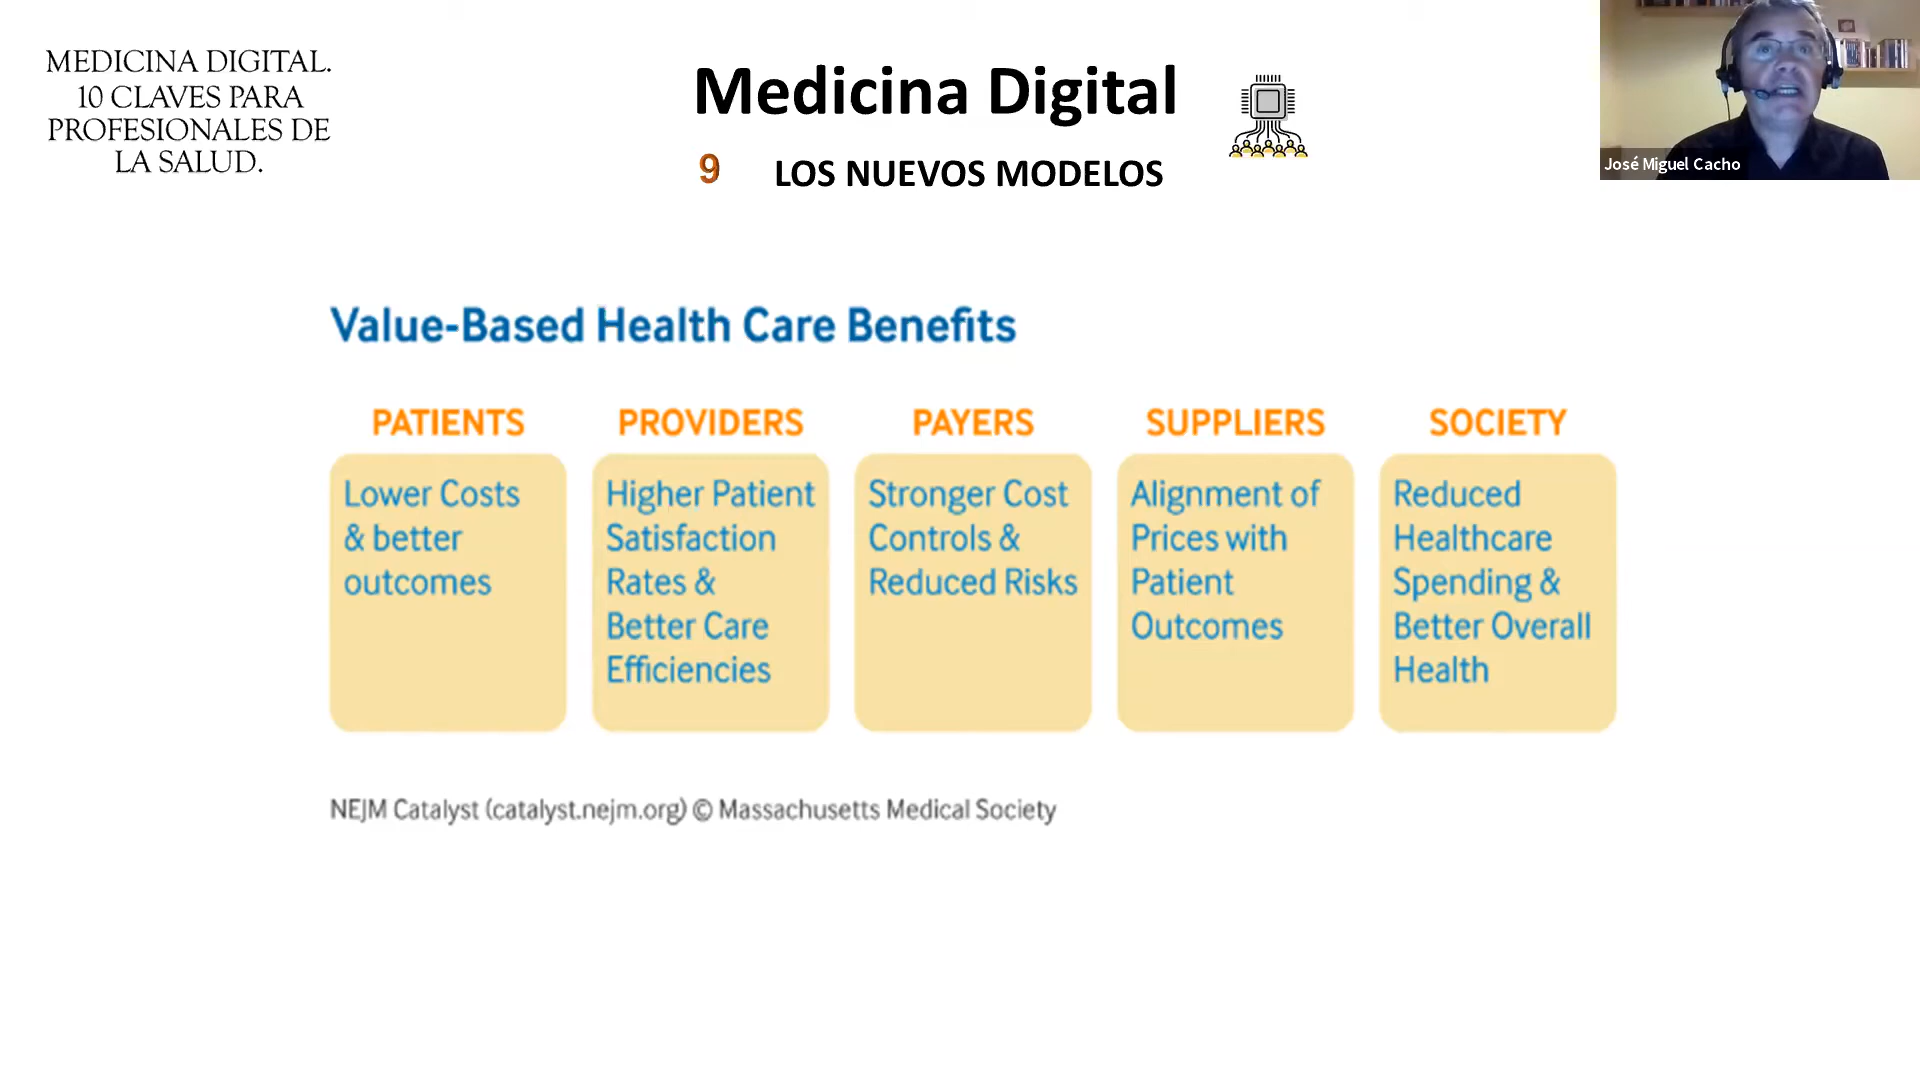 MEDICINA DIGITAL.
10 CLAVES PARA
PROFESIONALES DE
LA SALUD.
Medicina Digital
9 LOS NUEVOS MODELOS
José Miguel Cacho
Value-Based Health Care Benefits
PATIENTS
Lower Costs
& better
outcomes
PROVIDERS
Higher Patient
Satisfaction
Rates &
Better Care
Efficiencies
PAYERS
Stronger Cost
Controls &
Reduced Risks
SUPPLIERS
Alignment of
Prices with
Patient
Outcomes
SOCIETY
Reduced
Healthcare
Spending &
Better Overall
Health
NEJM Catalyst (catalyst.nejm.org) © Massachusetts Medical Society